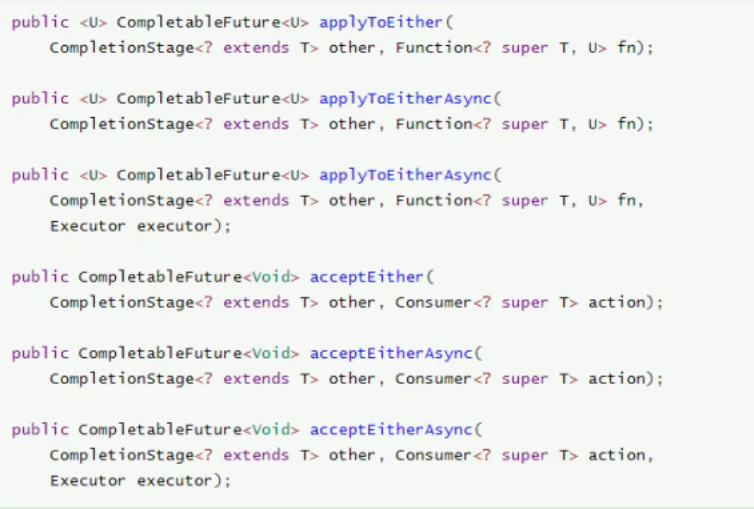 public <U> CompletableFuture<U> applyToEither(
    CompletionStage<? extends T> other, Function<? super T, U> fn);

public <U> CompletableFuture<U> applyToEitherAsync(
    CompletionStage<? extends T> other, Function<? super T, U> fn);

public <U> CompletableFuture<U> applyToEitherAsync(
    CompletionStage<? extends T> other, Function<? super T, U> fn,
    Executor executor);

public CompletableFuture<Void> acceptEither(
    CompletionStage<? extends T> other, Consumer<? super T> action);

public CompletableFuture<Void> acceptEitherAsync(
    CompletionStage<? extends T> other, Consumer<? super T> action);

public CompletableFuture<Void> acceptEitherAsync(
    CompletionStage<? extends T> other, Consumer<? super T> action,
    Executor executor);